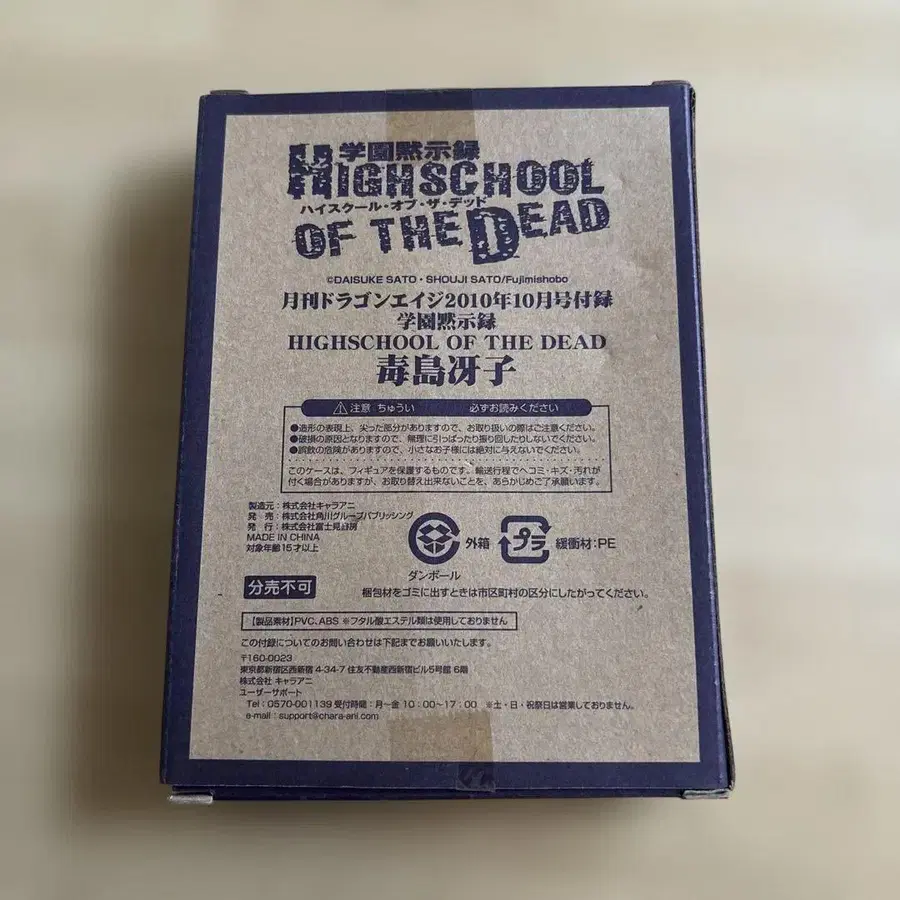 学園黙示録
HIGHSCHOOL
ハイスクール・オブ・ザ・デッド
OF THE DEAD
©DAISUKE SATO・SHOUJI SATO/Fujimishobo
月刊ドラゴンエイジ2010年10月号付録
学園黙示録
HIGHSCHOOL OF THE DEAD
毒島冴子
注意 ちゅうい 必ずお読みください
●造形の表現上、尖った部分がありますので、お取り扱いの際はご注意ください。
●破損の原因となりますので、無理に引っぱったり振り回したりしないでください。
●誤飲の危険がありますので、小さなお子様には絶対に与えないでください。
このケースは、フィギュアを保護するものです。輸送行程でヘコミ・キズ・汚れが
付く場合がありますが、お取り替え出来ないことを、あらかじめご了承願います。
製造元：株式会社キャラアニ
発　売：株式会社角川グループパブリッシング
発　行：株式会社富士見書房
MADE IN CHINA
対象年齢15才以上
外箱
プラ
緩衝材:PE
ダンボール
分売不可
梱包材をゴミに出すときは市区町村の区分にしたがってください。
【製品素材】PVC、ABS ※フタル酸エステル類は使用しておりません
この付録についてのお問い合わせは下記までお願いいたします。
〒160-0023
東京都新宿区西新宿 4-34-7 住友不動産西新宿ビル5号館 6階
株式会社 キャラアニ
ユーザーサポート
Tel：0570-001139 受付時間：月～金 10：00～17：00 ※土・日・祝祭日は営業しておりません。
e-mail：support@chara-ani.com